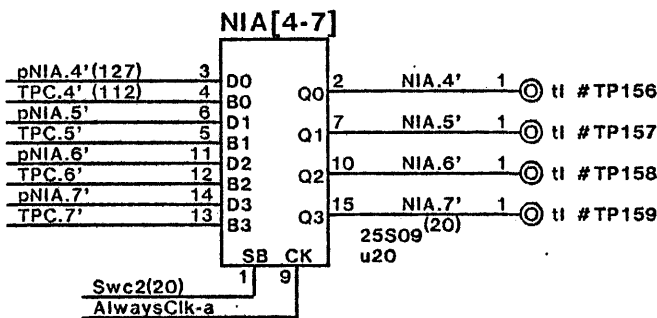 NIA[4-7]
pNIA.4'(127) 3 D0 Q0 2 NIA.4' 1 tl #TP156
TPC.4' (112) 4 B0
pNIA.5' 6 D1 Q1 7 NIA.5' 1 tl #TP157
TPC.5' 5 B1
pNIA.6' 11 D2 Q2 10 NIA.6' 1 tl #TP158
TPC.6' 12 B2
pNIA.7' 14 D3 Q3 15 NIA.7' 1 tl #TP159
TPC.7' 13 B3
25S09 (20)
u20
SB CK
1 9
Swc2(20)
AlwaysClk-a